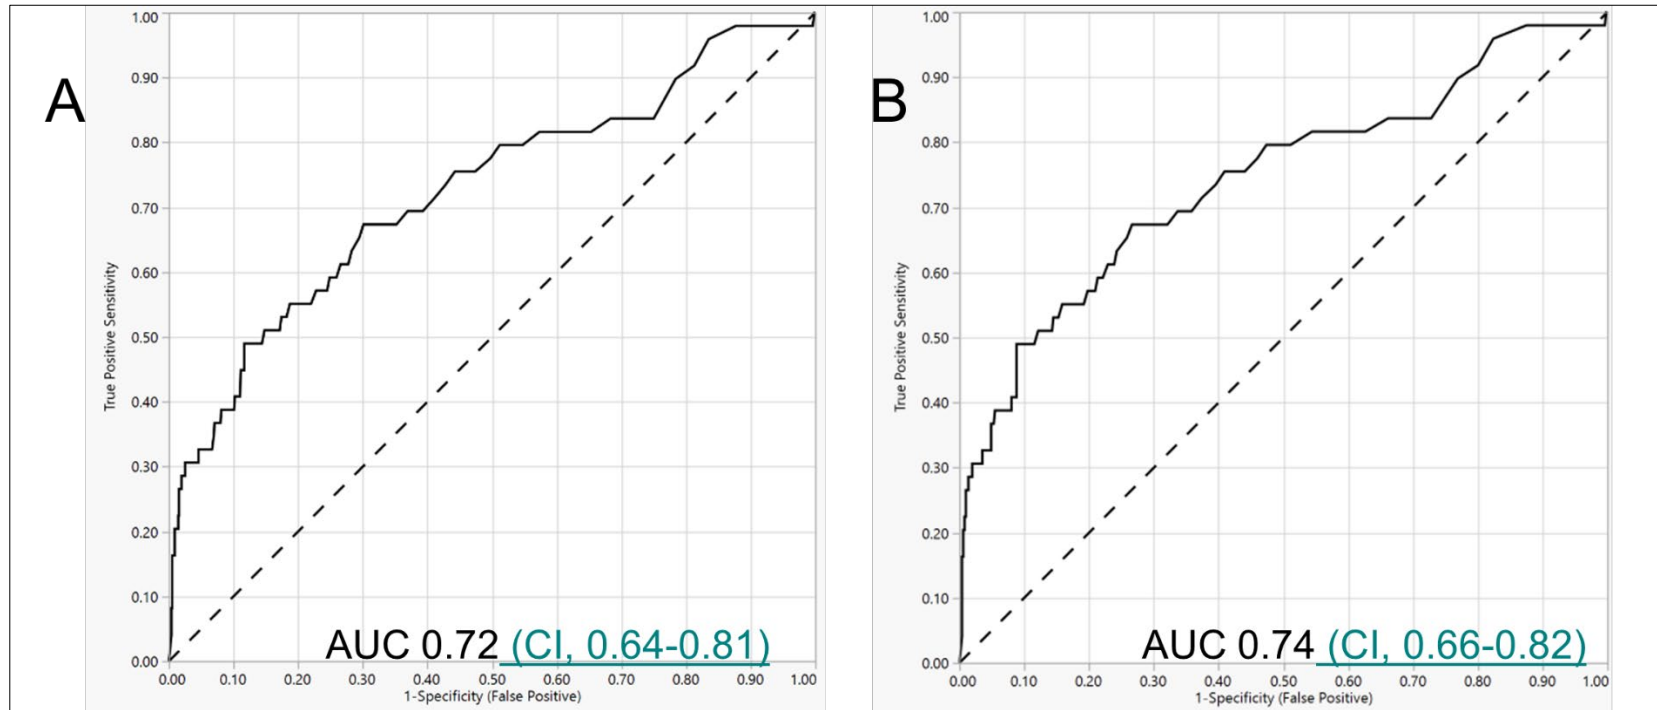 A
1.00
0.90
0.80
0.70
0.60
0.50
0.40
0.30
0.20
0.10
0.00
True Positive Sensitivity
AUC 0.72 (CI, 0.64-0.81)
0.00 0.10 0.20 0.30 0.40 0.50 0.60 0.70 0.80 0.90 1.00
1-Specificity (False Positive)
B
1.00
0.90
0.80
0.70
0.60
0.50
0.40
0.30
0.20
0.10
0.00
True Positive Sensitivity
AUC 0.74 (CI, 0.66-0.82)
0.00 0.10 0.20 0.30 0.40 0.50 0.60 0.70 0.80 0.90 1.00
1-Specificity (False Positive)